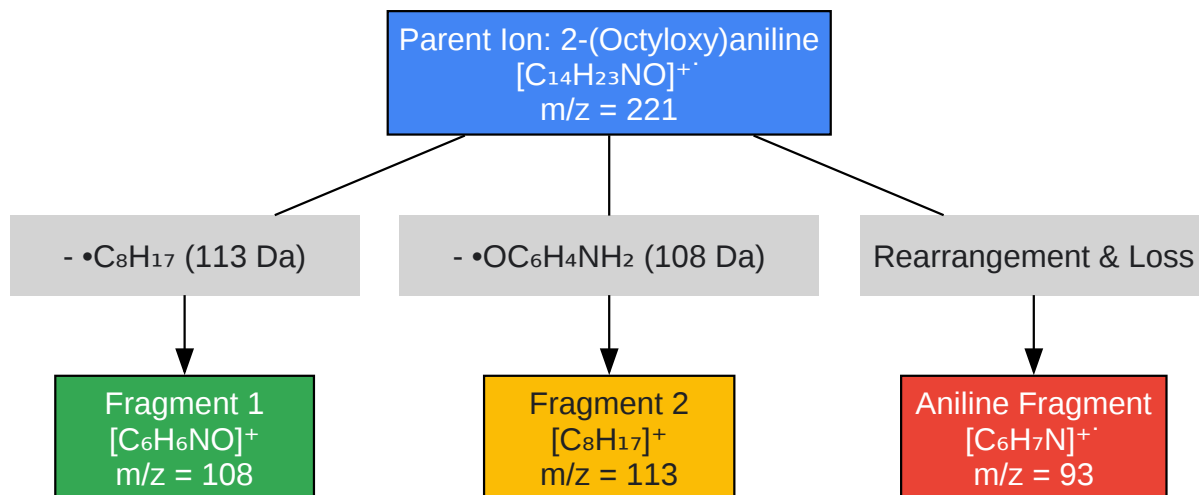 Parent Ion: 2-(Octyloxy)aniline
[C₁₄H₂₃NO]⁺˙
m/z = 221
- •C₈H₁₇ (113 Da)
- •OC₆H₄NH₂ (108 Da)
Rearrangement & Loss
Fragment 1
[C₆H₆NO]⁺
m/z = 108
Fragment 2
[C₈H₁₇]⁺
m/z = 113
Aniline Fragment
[C₆H₇N]⁺˙
m/z = 93